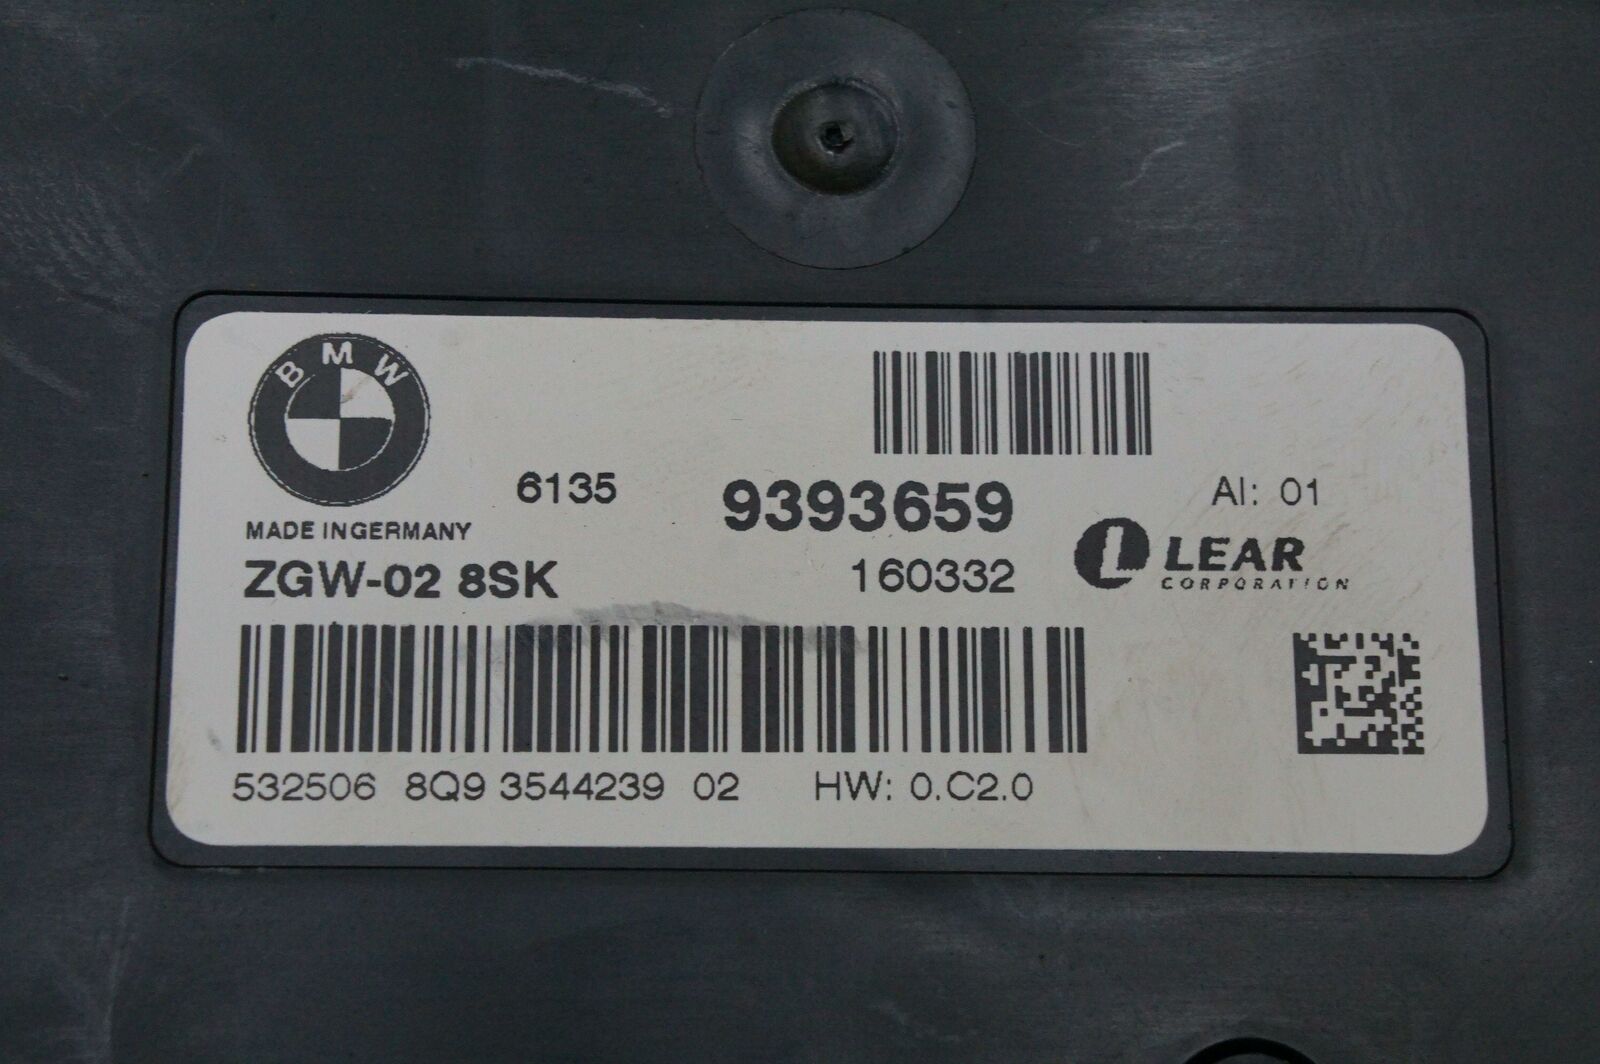 BMW
6135 9393659 AI: 01
MADE INGERMANY
ZGW-02 8SK 160332 LEAR
CORPORATION
532506 8Q9 3544239 02 HW: 0.C2.0